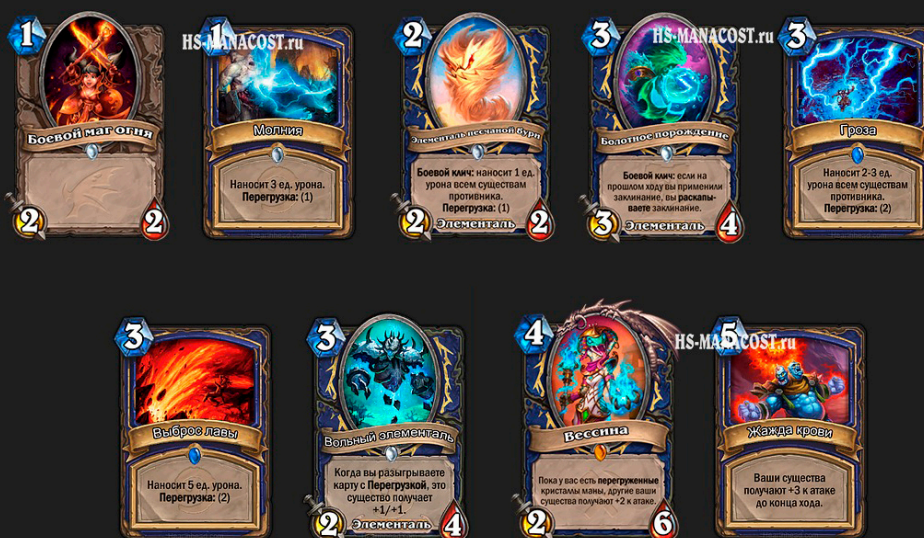 1
Боевой маг огня
2
2
HS-MANACOST.ru
1
Молния
Наносит 3 ед. урона.
Перегрузка: (1)
2
Элементаль песчаной бури
Боевой клич: наносит 1 ед.
урона всем существам
противника.
Перегрузка: (1)
2
Элементаль
2
HS-MANACOST.ru
3
Болотное порождение
Боевой клич: если на
прошлом ходу вы применили
заклинание, вы раскапы-
ваете заклинание.
3
Элементаль
4
3
Гроза
Наносит 2-3 ед.
урона всем существам
противника.
Перегрузка: (2)
3
Выброс лавы
Наносит 5 ед. урона.
Перегрузка: (2)
3
Вольный элементаль
Когда вы разыгрываете
карту с Перегрузкой, это
существо получает
+1/+1.
2
Элементаль
4
4
Вессина
Пока у вас есть перегруженные
кристаллы маны, другие ваши
существа получают +2 к атаке.
2
6
HS-MANACOST.ru
5
Жажда крови
Ваши существа
получают +3 к атаке
до конца хода.